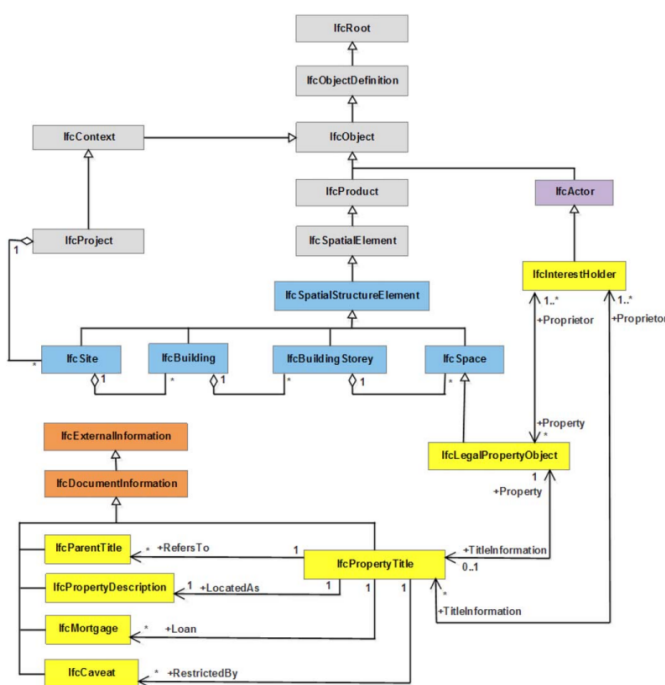 IfcRoot
IfcObjectDefinition
IfcContext
IfcObject
IfcProduct
IfcActor
IfcProject
1
IfcSpatialElement
IfcInterestHolder
1..*
1..*
IfcSpatialStructureElement
+Proprietor
+Proprietor
IfcSite
IfcBuilding
IfcBuildingStorey
IfcSpace
*
1
*
1
*
1
*
+Property
*
IfcExternalInformation
IfcLegalPropertyObject
1
IfcDocumentInformation
+Property
IfcParentTitle
*
+RefersTo
1
+TitleInformation
IfcPropertyTitle
0..1
IfcPropertyDescription
1
+LocatedAs
1
1
1
*
+TitleInformation
IfcMortgage
*
+Loan
IfcCaveat
*
+RestrictedBy